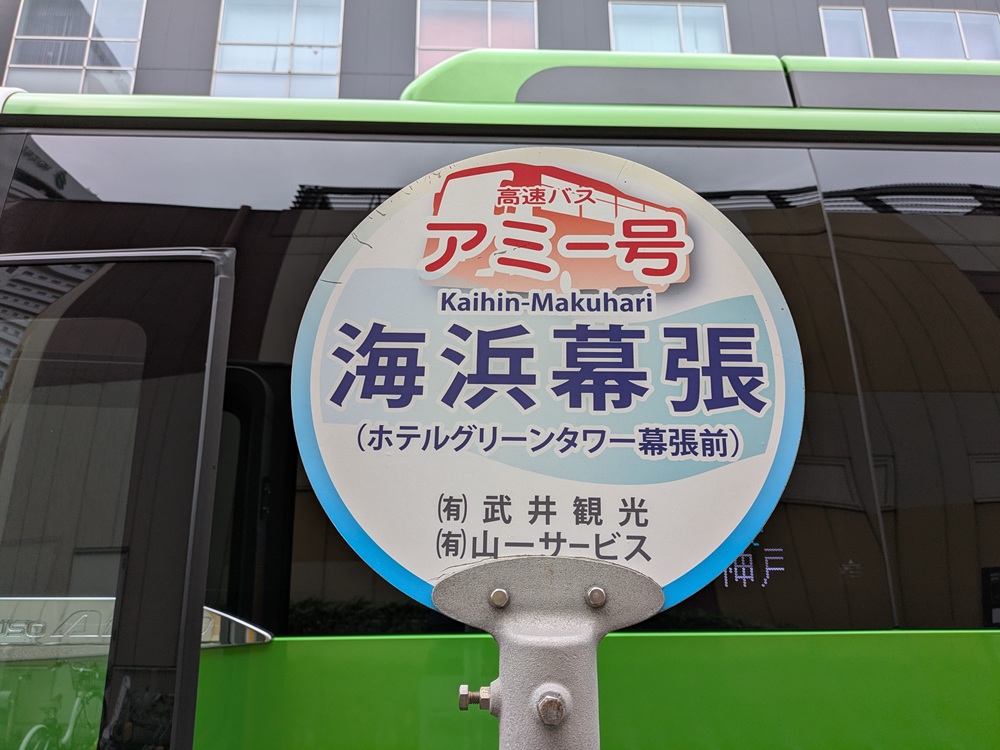 高速バス
アミー号
Kaihin-Makuhari
海浜幕張
(ホテルグリーンタワー幕張前)
㈲ 武井観光
㈲山一サービス
神戸